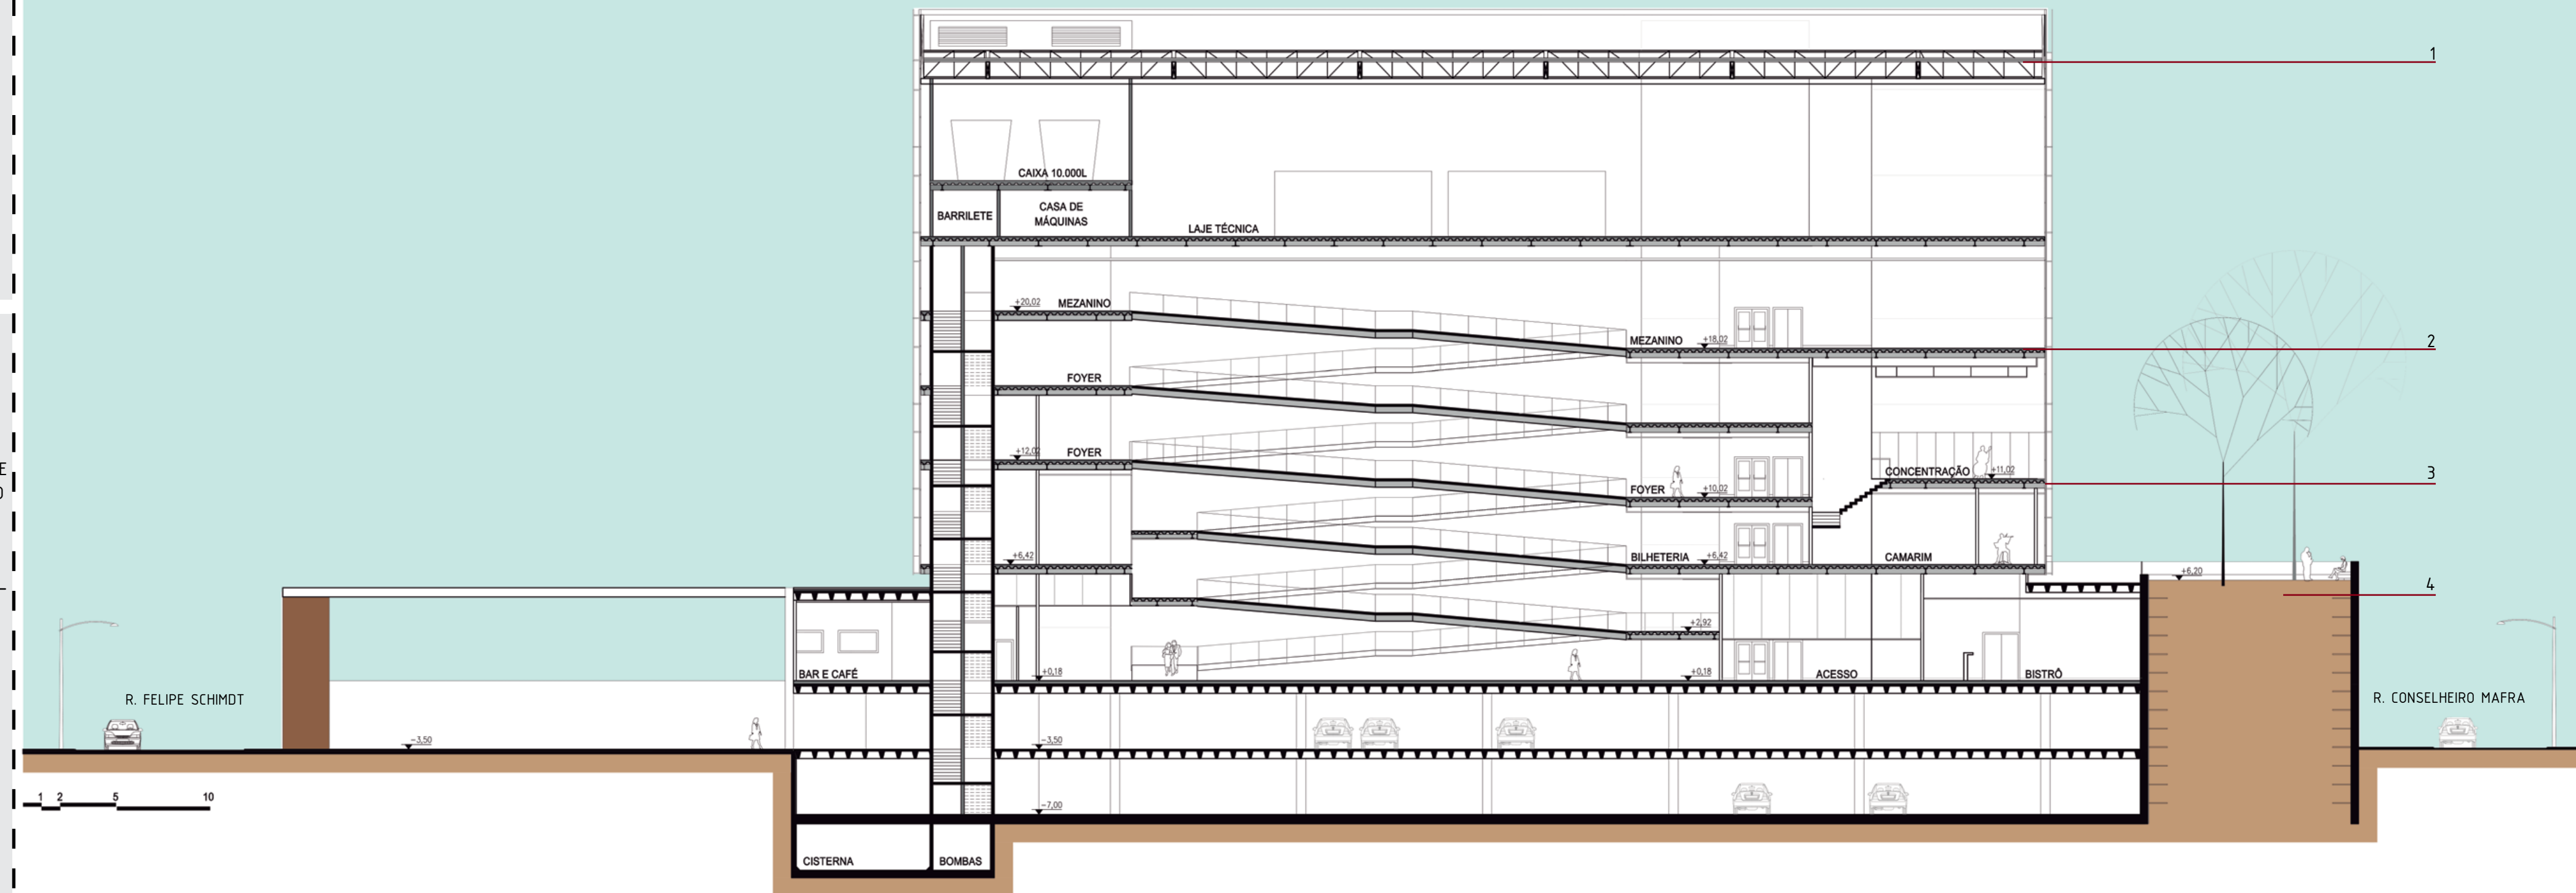 1
CAIXA 10.000L
BARRILETE
CASA DE
MÁQUINAS
LAJE TÉCNICA
+20,02
MEZANINO
MEZANINO
+18,02
2
FOYER
+12,02
FOYER
CONCENTRAÇÃO
+11,02
3
FOYER
+10,02
E
O
+6,42
BILHETERIA
+6,42
CAMARIM
+6,20
4
+2,92
BAR E CAFÉ
+0,18
+0,18
ACESSO
BISTRÔ
R. FELIPE SCHIMDT
R. CONSELHEIRO MAFRA
-3,50
-3,50
1 2 5 10
-7,00
CISTERNA
BOMBAS